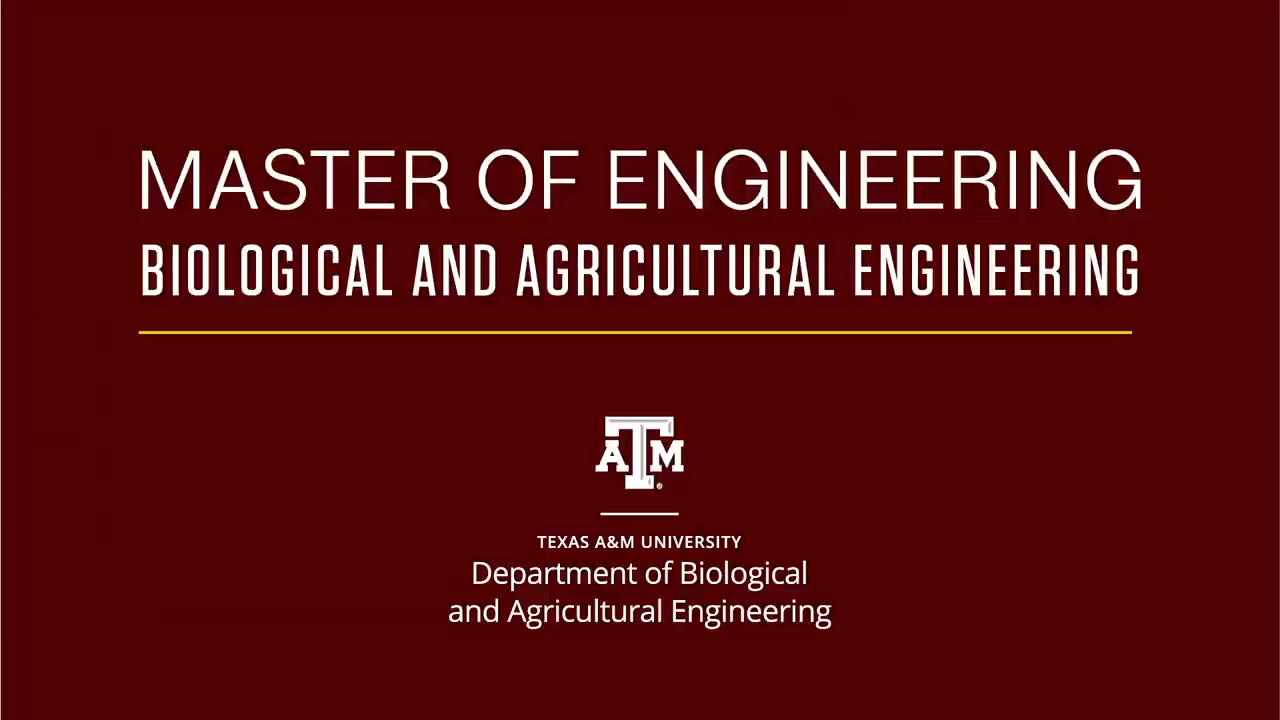 MASTER OF ENGINEERING
BIOLOGICAL AND AGRICULTURAL ENGINEERING
ATM®
TEXAS A&M UNIVERSITY
Department of Biological
and Agricultural Engineering